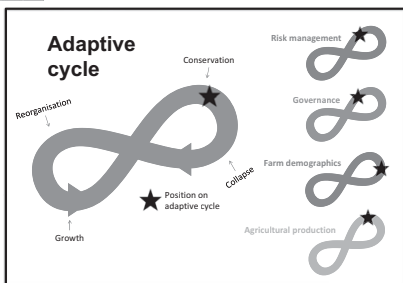 Adaptive
cycle
Conservation
Reorganisation
Collapse
Position on
adaptive cycle
Growth
Risk management
Governance
Farm demographics
Agricultural production